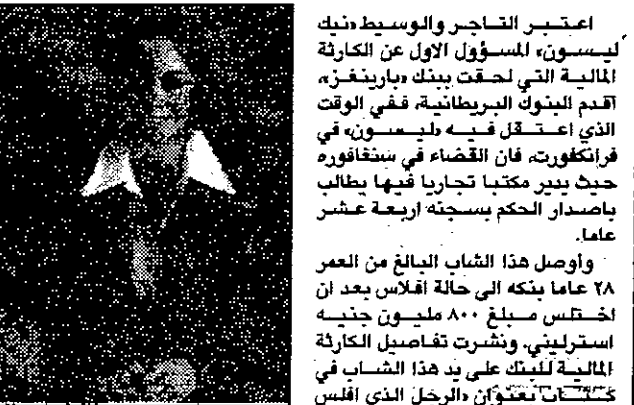 اعتبر التاجر والوسيط «نيك
ليسون» المسؤول الاول عن الكارثة
المالية التي لحقت ببنك «بارينغز»
اقدم البنوك البريطانية، ففي الوقت
الذي اعتقل فيه «ليسون» في
فرانكفورت، فان القضاء في سنغافوره
حيث يدير مكتبا تجاريا فيها يطالب
باصدار الحكم بسجنه اربعة عشر
عاما.
واوصل هذا الشاب البالغ من العمر
٢٨ عاما بنكه الى حالة افلاس بعد ان
اختلس مبلغ ٨٠٠ مليون جنيه
استرليني. ونشرت تفاصيل الكارثة
المالية للبنك على يد هذا الشاب في
كتاب بعنوان «الرجل الذي افلس